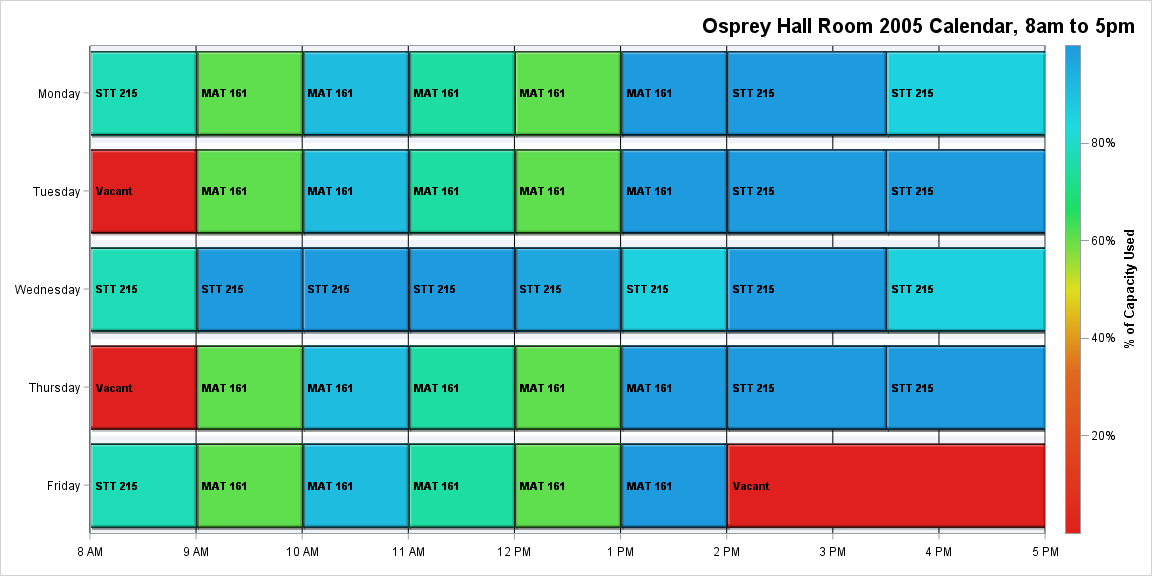 Osprey Hall Room 2005 Calendar, 8am to 5pm
Monday
STT 215
MAT 161
MAT 161
MAT 161
MAT 161
MAT 161
STT 215
STT 215
Tuesday
Vacant
MAT 161
MAT 161
MAT 161
MAT 161
MAT 161
STT 215
STT 215
Wednesday
STT 215
STT 215
STT 215
STT 215
STT 215
STT 215
STT 215
STT 215
Thursday
Vacant
MAT 161
MAT 161
MAT 161
MAT 161
MAT 161
STT 215
STT 215
Friday
STT 215
MAT 161
MAT 161
MAT 161
MAT 161
MAT 161
Vacant
8 AM
9 AM
10 AM
11 AM
12 PM
1 PM
2 PM
3 PM
4 PM
5 PM
80%
60%
40%
20%
% of Capacity Used